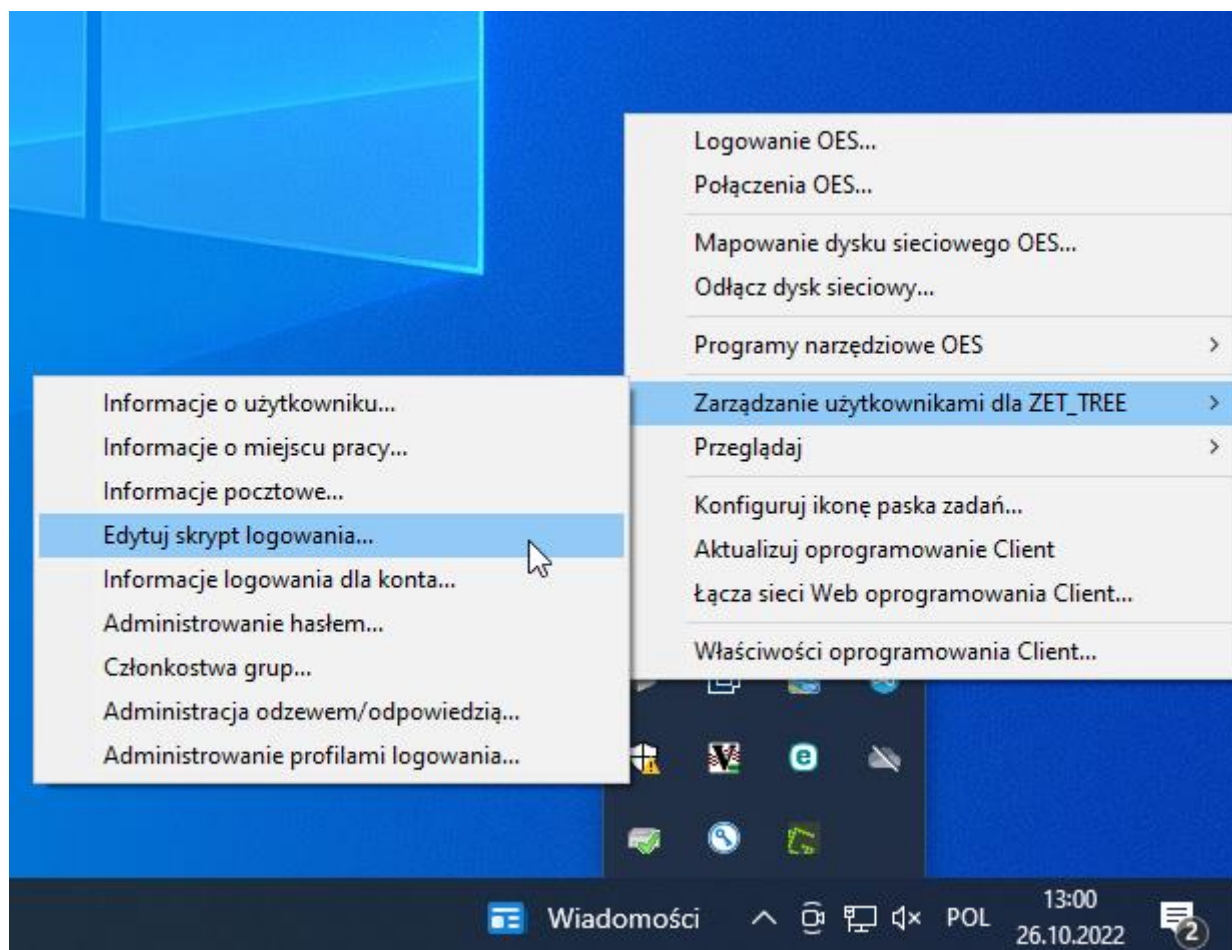 Logowanie OES...
Połączenia OES...
Mapowanie dysku sieciowego OES...
Odłącz dysk sieciowy...
Programy narzędziowe OES
Zarządzanie użytkownikami dla ZET_TREE
Przeglądaj
Konfiguruj ikonę paska zadań...
Aktualizuj oprogramowanie Client
Łącza sieci Web oprogramowania Client...
Właściwości oprogramowania Client...
Informacje o użytkowniku...
Informacje o miejscu pracy...
Informacje pocztowe...
Edytuj skrypt logowania...
Informacje logowania dla konta...
Administrowanie hasłem...
Członkostwa grup...
Administracja odzewem/odpowiedzią...
Administrowanie profilami logowania...
Wiadomości
POL
13:00
26.10.2022
2